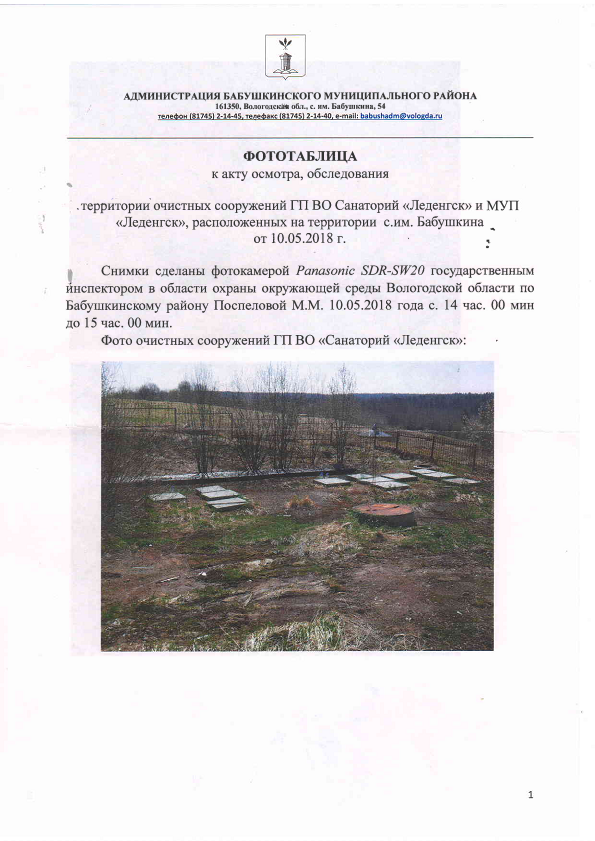 АДМИНИСТРАЦИЯ БАБУШКИНСКОГО МУНИЦИПАЛЬНОГО РАЙОНА
161350, Вологодская обл., с. им. Бабушкина, 54
телефон (81745) 2-14-45, телефакс (81745) 2-14-40, e-mail: babushadm@vologda.ru
ФОТОТАБЛИЦА
к акту осмотра, обследования
территории очистных сооружений ГП ВО Санаторий «Леденгск» и МУП
«Леденгск», расположенных на территории с.им. Бабушкина
от 10.05.2018 г.
Снимки сделаны фотокамерой Panasonic SDR-SW20 государственным
инспектором в области охраны окружающей среды Вологодской области по
Бабушкинскому району Поспеловой М.М. 10.05.2018 года с. 14 час. 00 мин
до 15 час. 00 мин.
Фото очистных сооружений ГП ВО «Санаторий «Леденгск»:
1